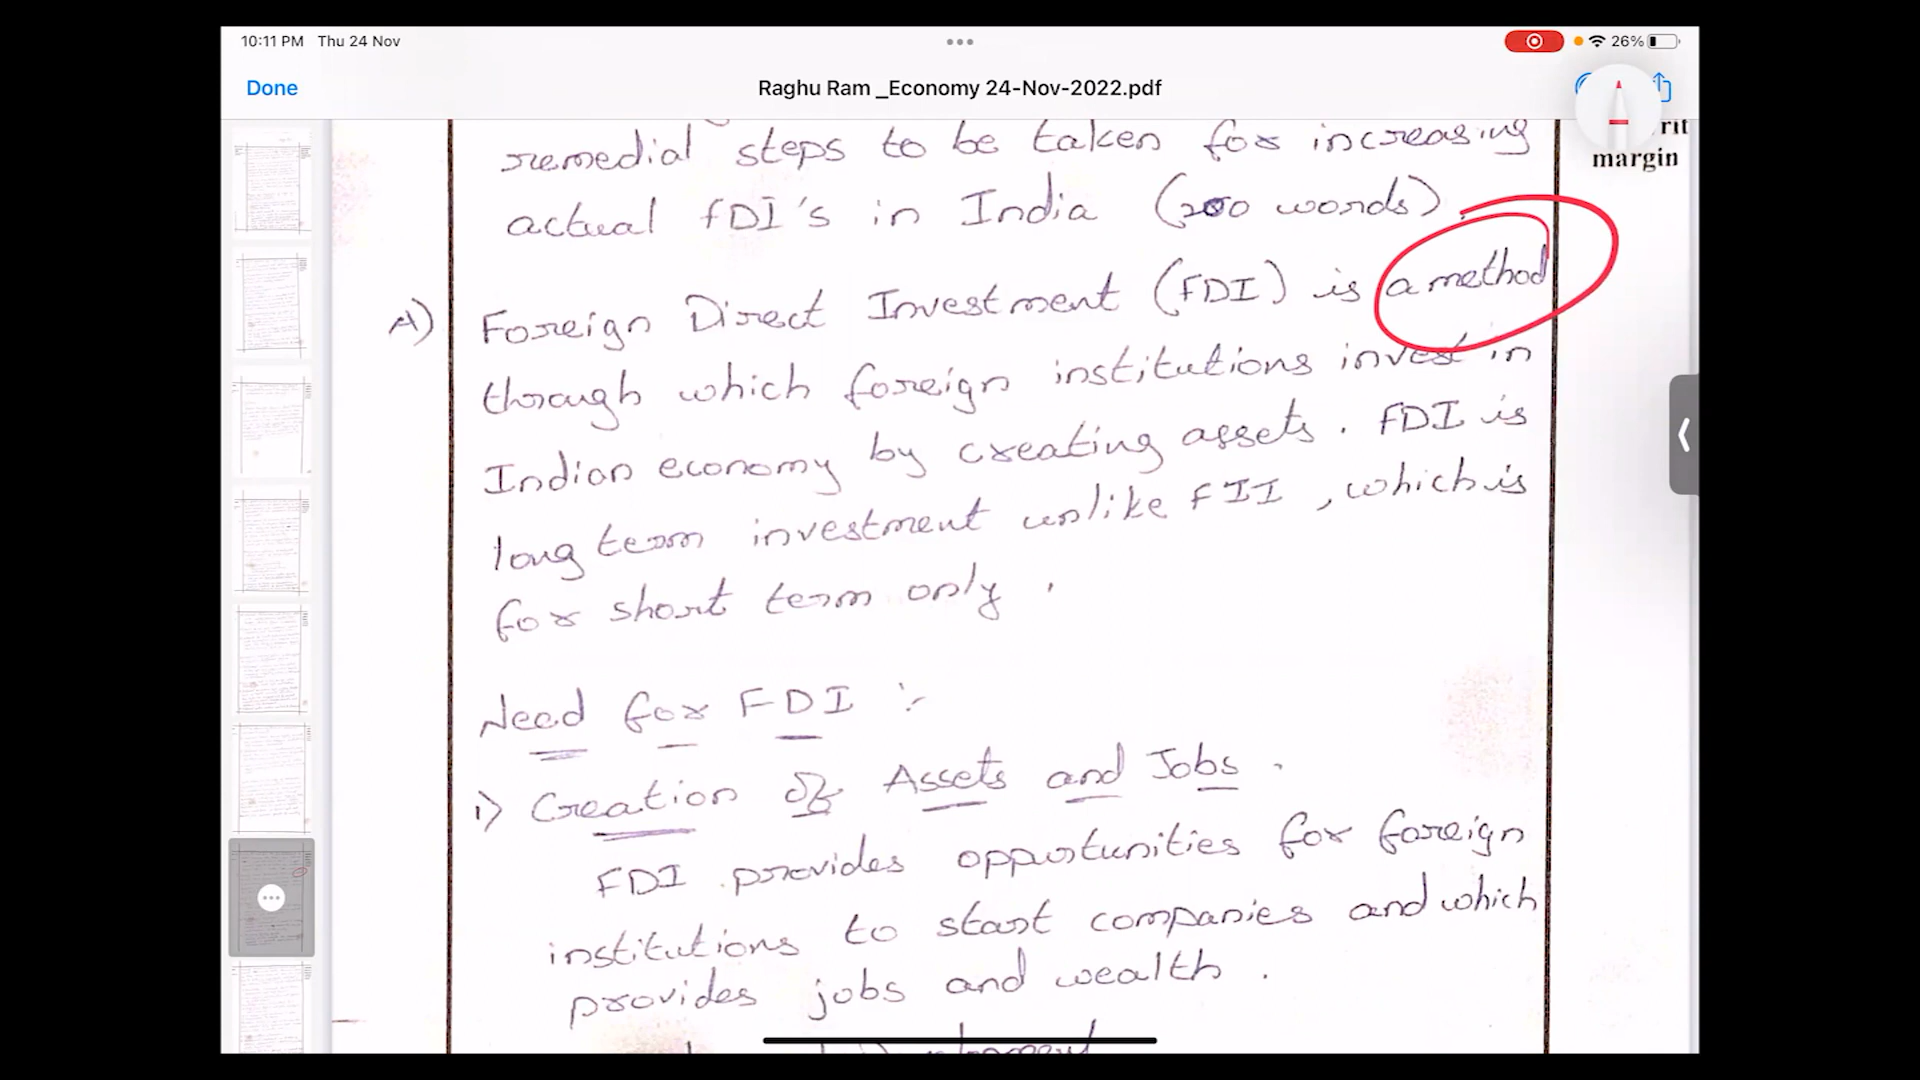 10:11 PM Thu 24 Nov
26%
Done
Raghu Ram _Economy 24-Nov-2022.pdf
margin
remedial steps to be taken for increasing
actual FDI's in India (200 words).
A) Foreign Direct Investment (FDI) is a method
through which foreign institutions invest in
Indian economy by creating assets. FDI is
long term investment unlike FII, which is
for short term only.
Need for FDI :-
1) Creation of Assets and Jobs.
FDI provides opportunities for foreign
institutions to start companies and which
provides jobs and wealth.